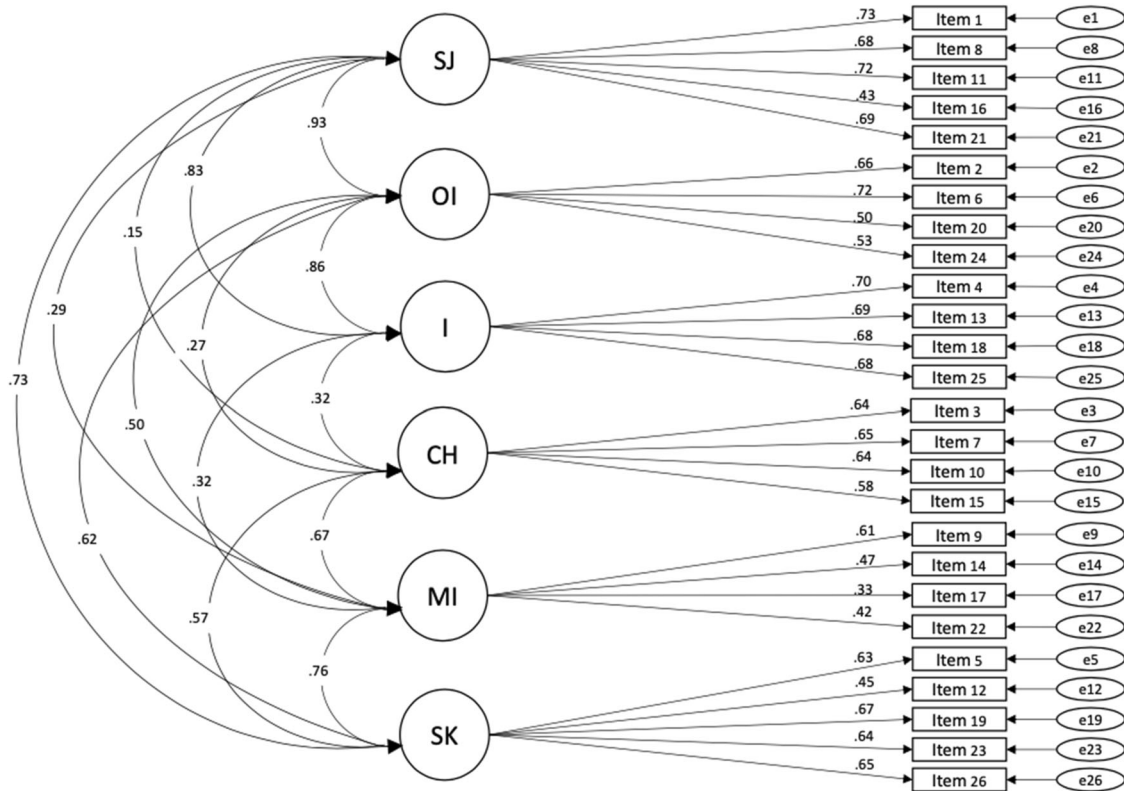 .73 Item 1 e1
.68 Item 8 e8
SJ
.72 Item 11 e11
.43 Item 16 e16
.69 Item 21 e21
.93
.66 Item 2 e2
.83
OI
.72 Item 6 e6
.50 Item 20 e20
.15
.53 Item 24 e24
.86
.70 Item 4 e4
.29
.69 Item 13 e13
I
.27
.68 Item 18 e18
.73
.68 Item 25 e25
.32
.64 Item 3 e3
.50
.65 Item 7 e7
CH
.64 Item 10 e10
.32
.58 Item 15 e15
.67
.61 Item 9 e9
.62
.47 Item 14 e14
MI
.33 Item 17 e17
.57
.42 Item 22 e22
.76
.63 Item 5 e5
.45 Item 12 e12
SK
.67 Item 19 e19
.64 Item 23 e23
.65 Item 26 e26